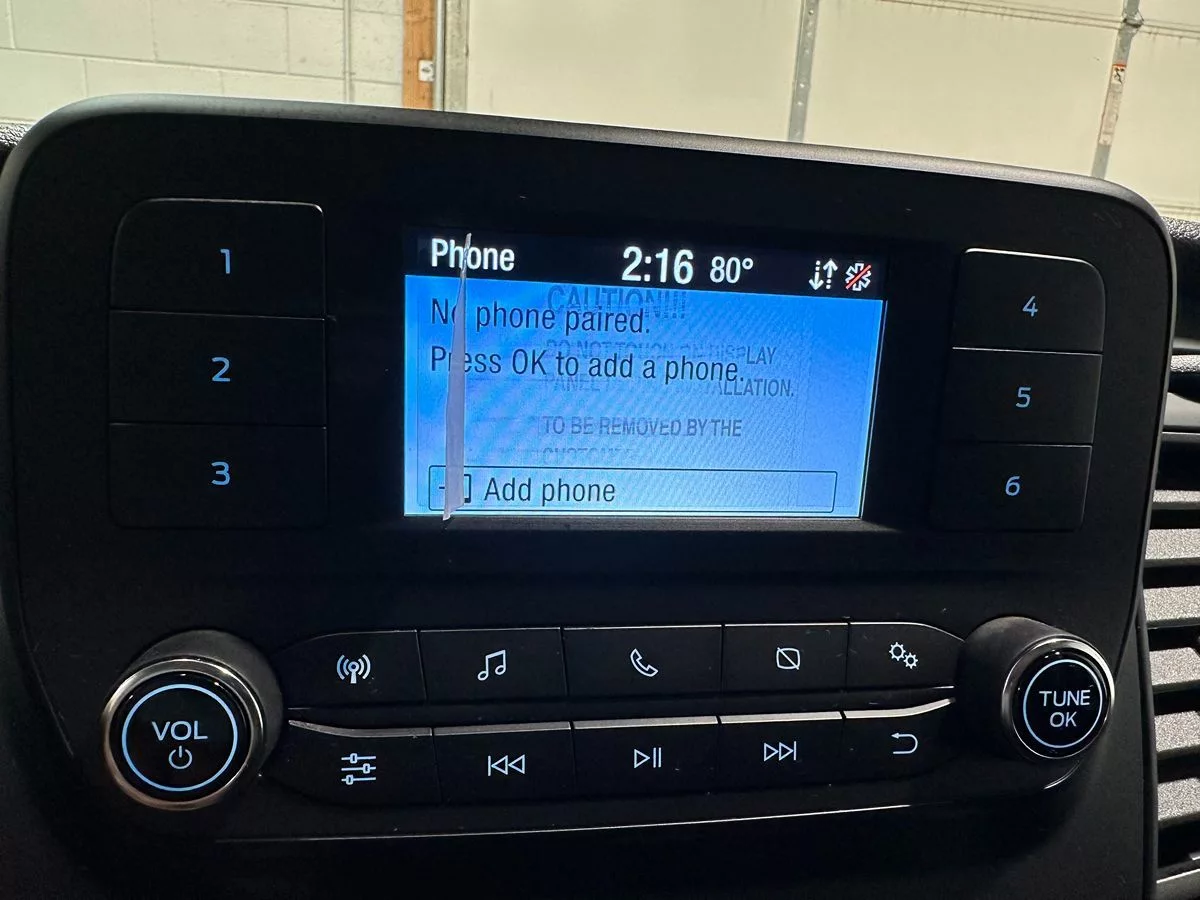 Phone 2:16 80°
CAUTION!!!
No phone paired.
DO NOT TOUCH ON DISPLAY
Press OK to add a phone.
PANEL
TO BE REMOVED BY THE
Add phone
1
2
3
4
5
6
VOL
TUNE
OK